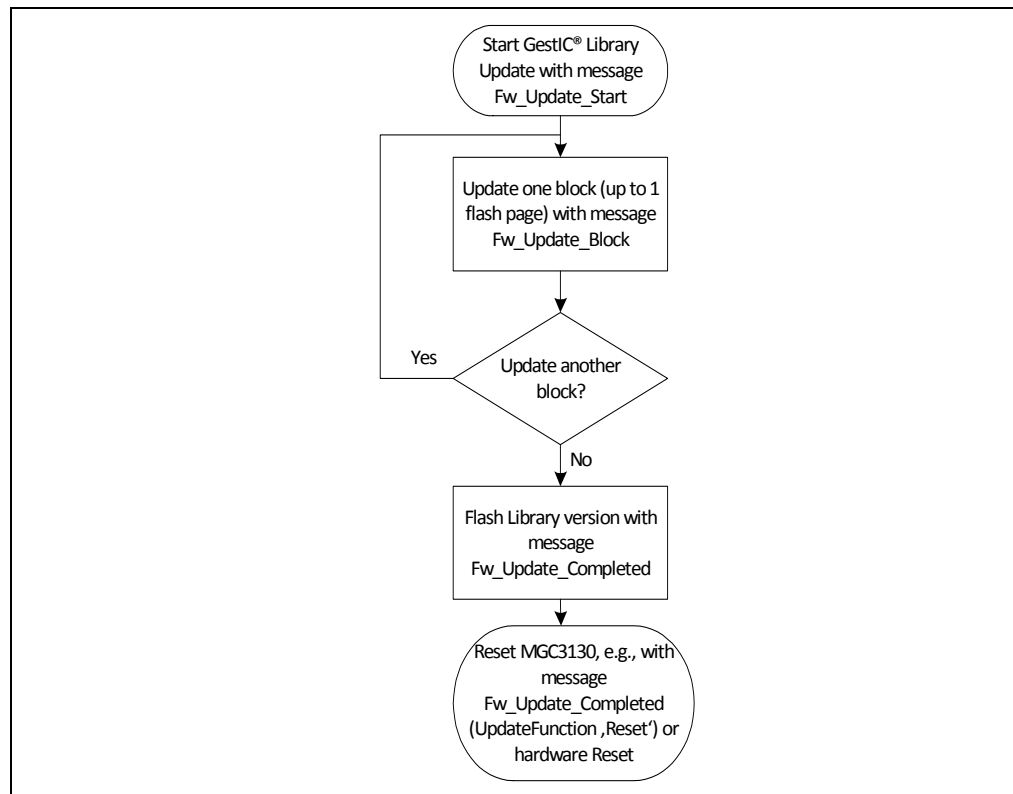 Start GestIC® Library
Update with message
Fw_Update_Start
Update one block (up to 1
flash page) with message
Fw_Update_Block
Yes
Update another
block?
No
Flash Library version with
message
Fw_Update_Completed
Reset MGC3130, e.g., with
message
Fw_Update_Completed
(UpdateFunction ‚Reset‘) or
hardware Reset